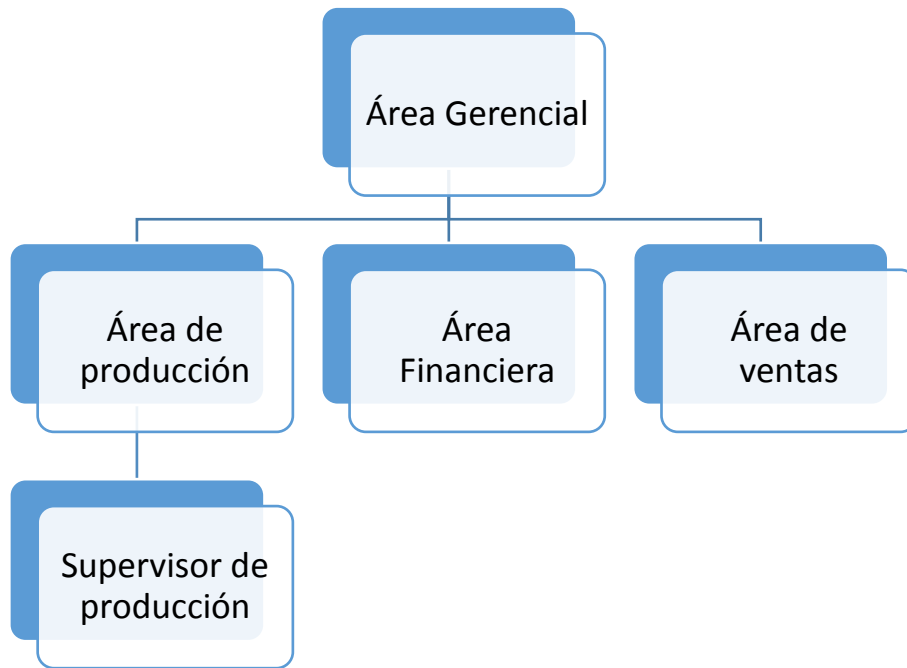 Área Gerencial
Área de
producción
Área
Financiera
Área de
ventas
Supervisor de
producción